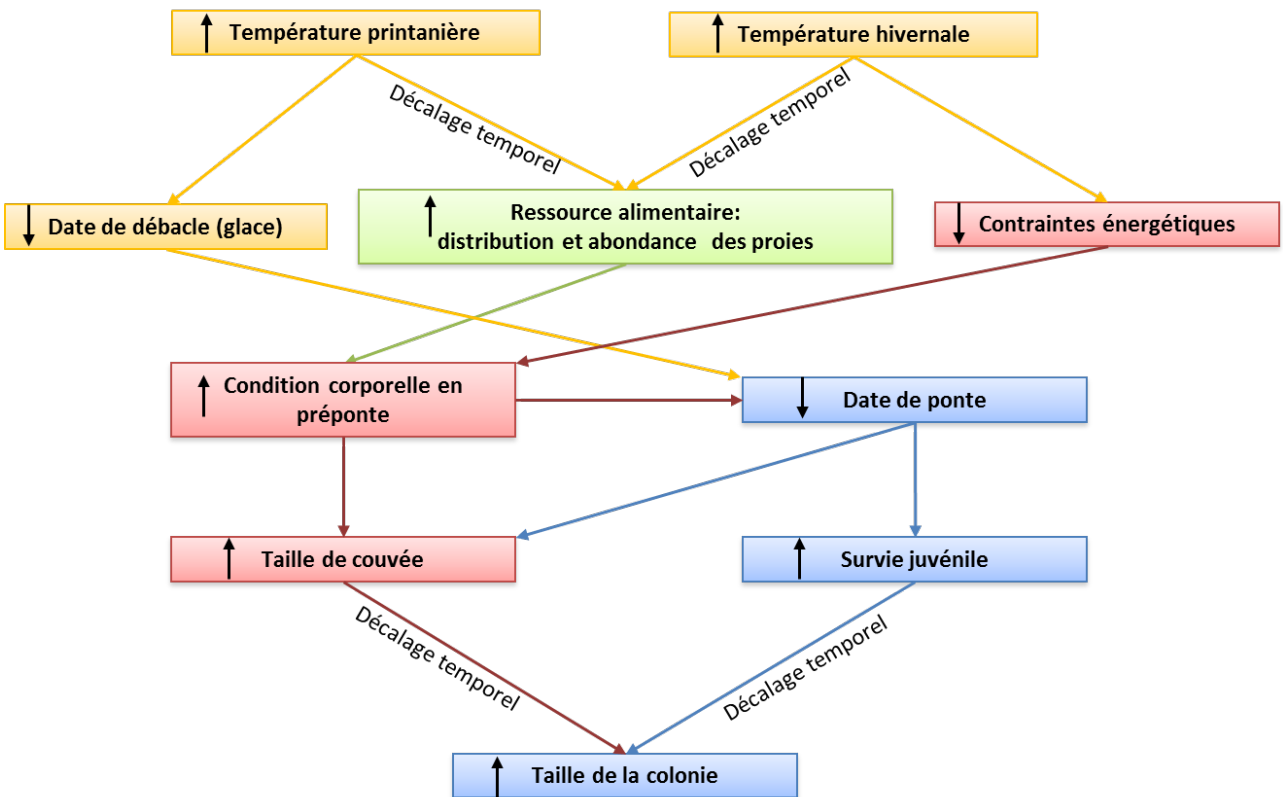 Température printanière
Température hivernale
Décalage temporel
Décalage temporel
Date de débacle (glace)
Ressource alimentaire:
distribution et abondance des proies
Contraintes énergétiques
Condition corporelle en
préponte
Date de ponte
Taille de couvée
Survie juvénile
Décalage temporel
Décalage temporel
Taille de la colonie